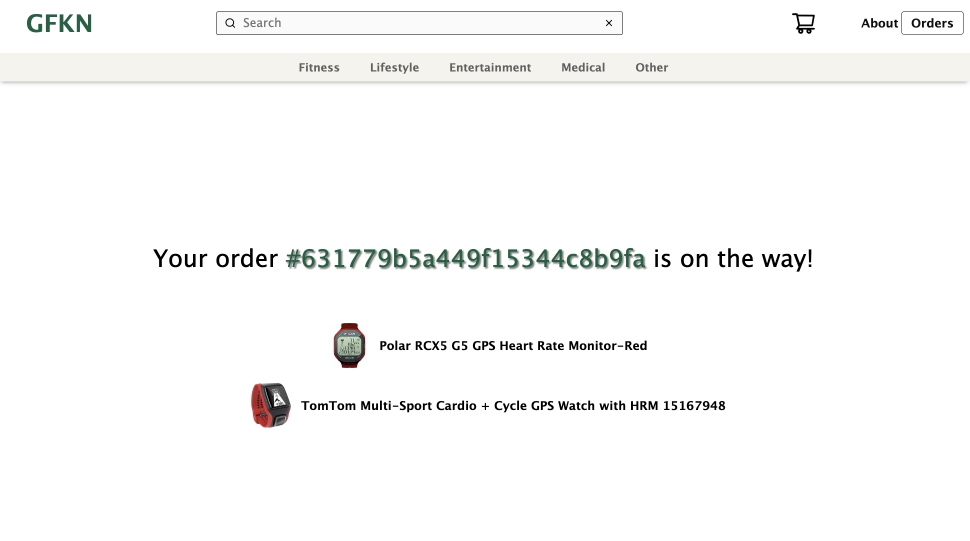 GFKN
Search
About
Orders
Fitness
Lifestyle
Entertainment
Medical
Other
Your order #631779b5a449f15344c8b9fa is on the way!
Polar RCX5 G5 GPS Heart Rate Monitor-Red
TomTom Multi-Sport Cardio + Cycle GPS Watch with HRM 15167948